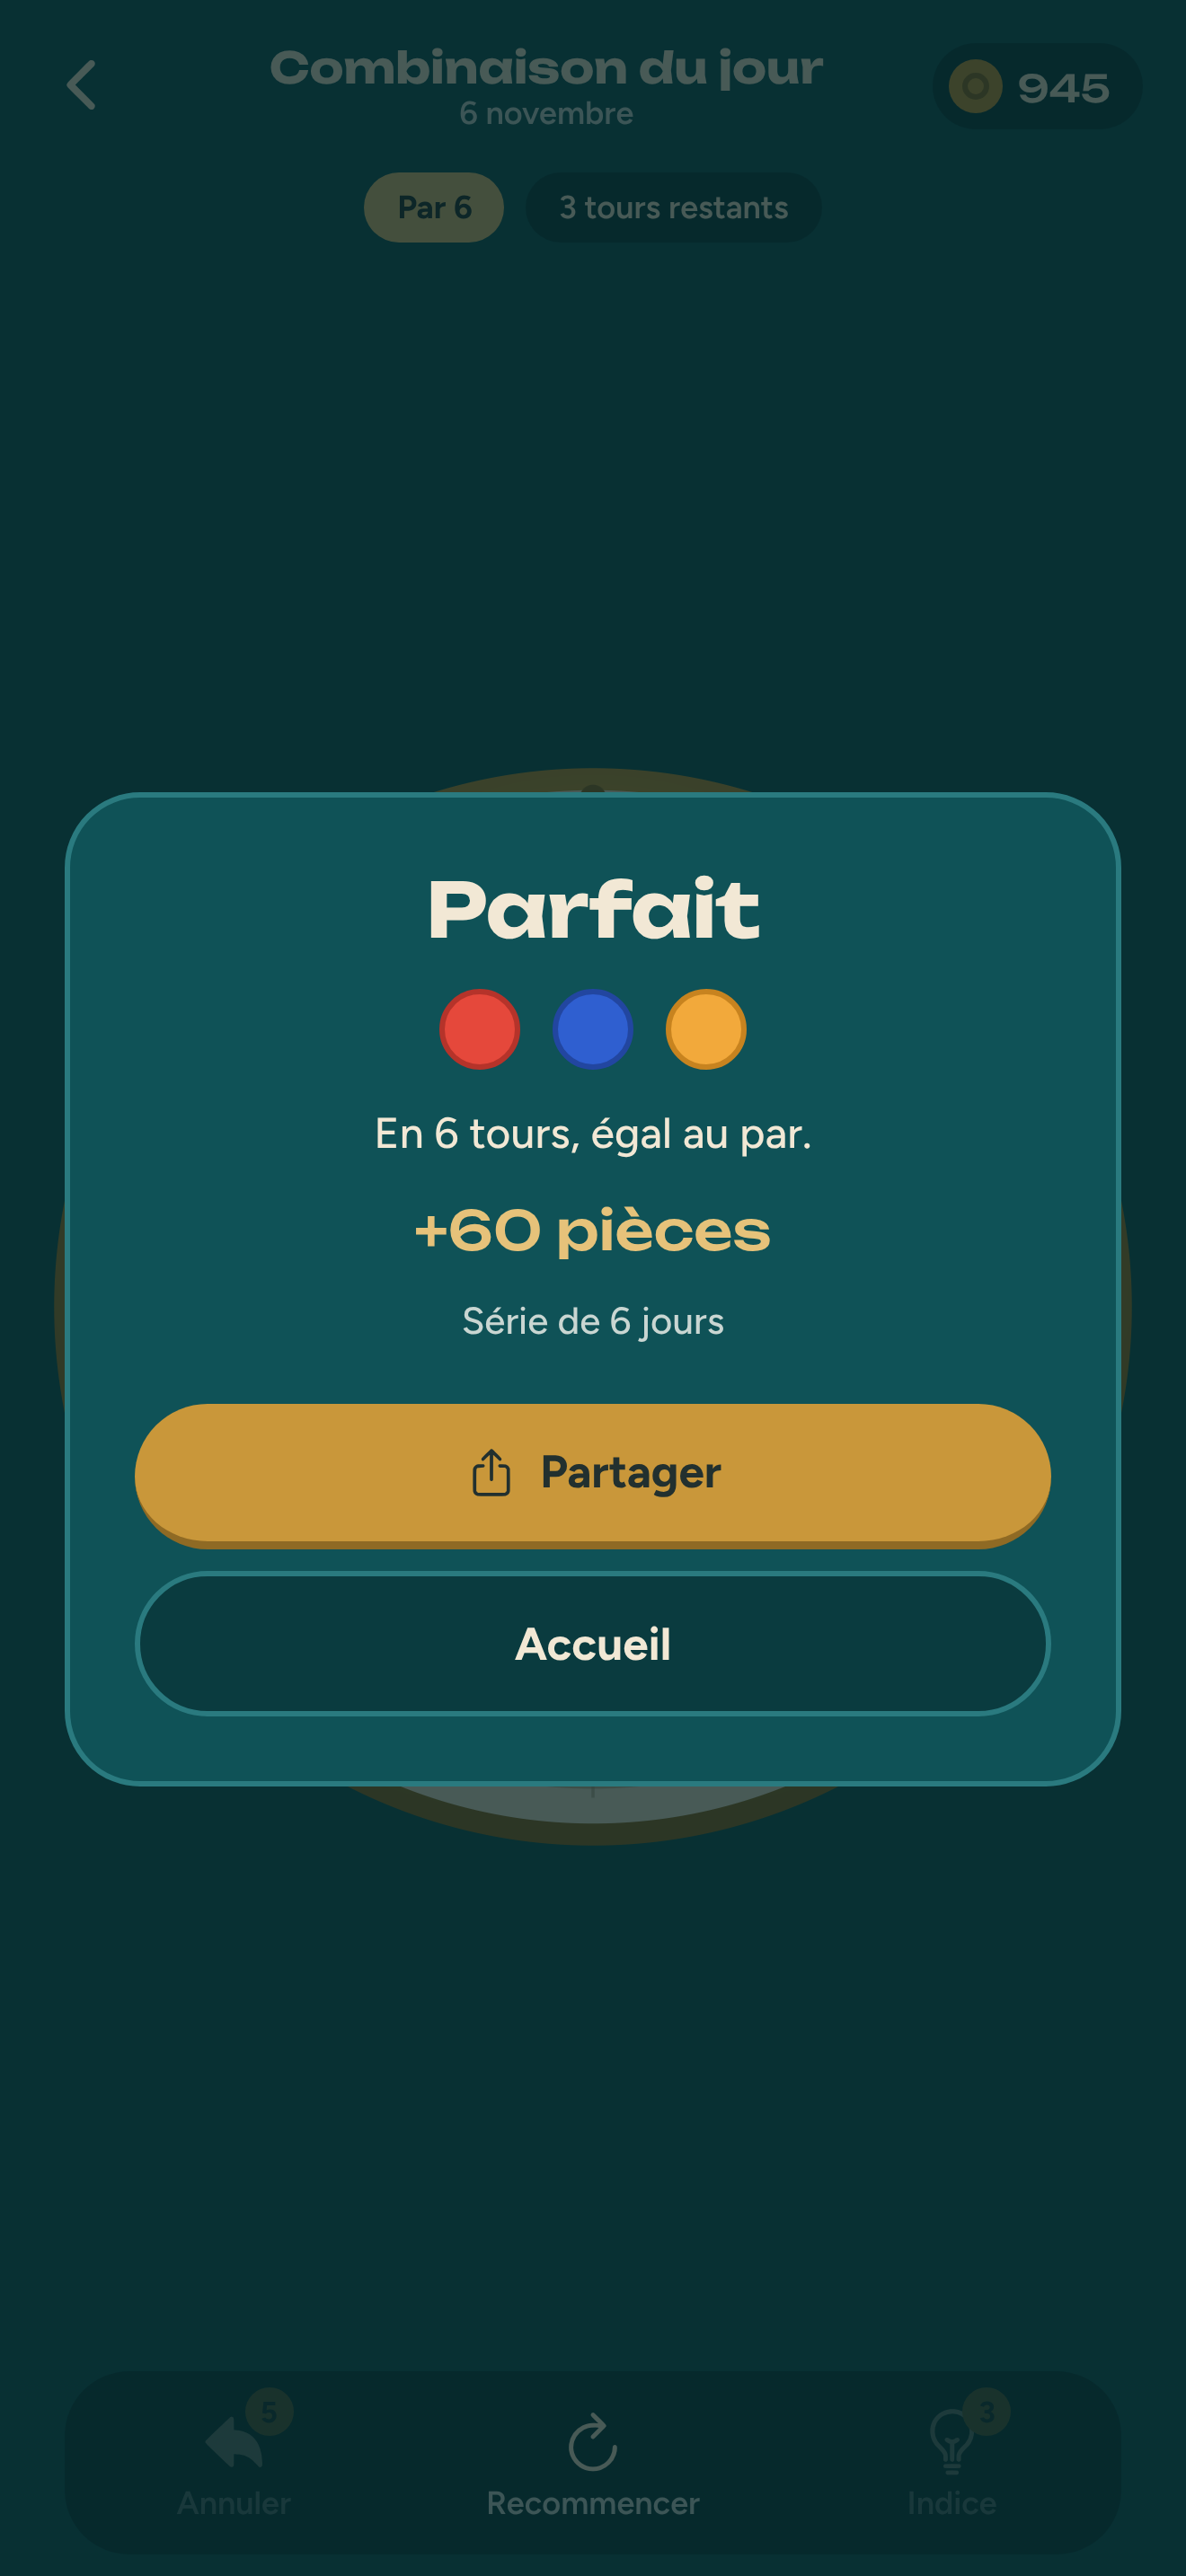 Combinaison du jour
6 novembre
945
Par 6
3 tours restants
Parfait
En 6 tours, égal au par.
+60 pièces
Série de 6 jours
Partager
Accueil
5
3
Annuler
Recommencer
Indice